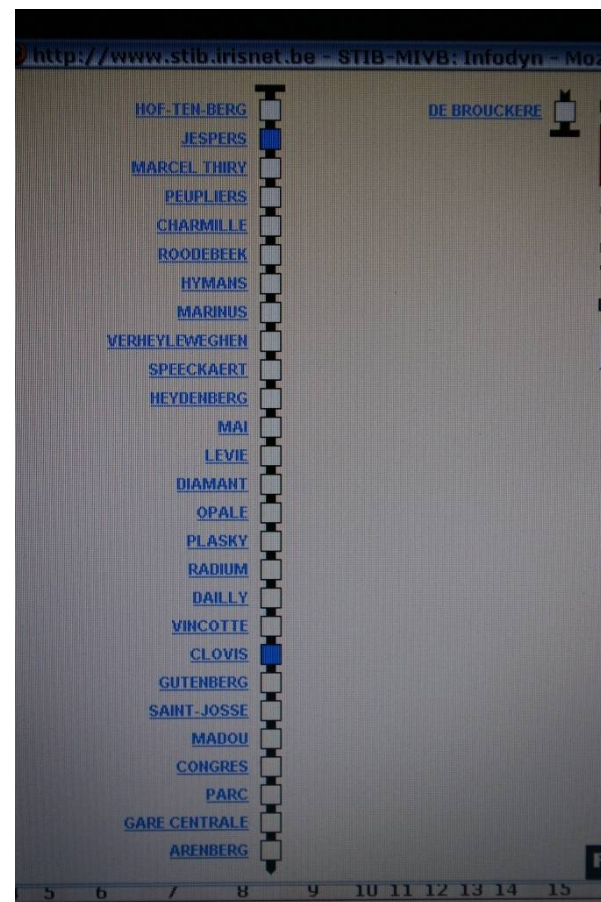 http://www.stib.irisnet.be - STIB-MIVB: Infodyn - Moz
HOF-TEN-BERG
JESPERS
MARCEL THIRY
PEUPLIERS
CHARMILLE
ROODEBEEK
HYMANS
MARINUS
VERHEYLEWEGHEN
SPEECKAERT
HEYDENBERG
MAI
LEVIE
DIAMANT
OPALE
PLASKY
RADIUM
DAILLY
VINCOTTE
CLOVIS
GUTENBERG
SAINT-JOSSE
MADOU
CONGRES
PARC
GARE CENTRALE
ARENBERG
DE BROUCKERE
5 6 7 8 9 10 11 12 13 14 15